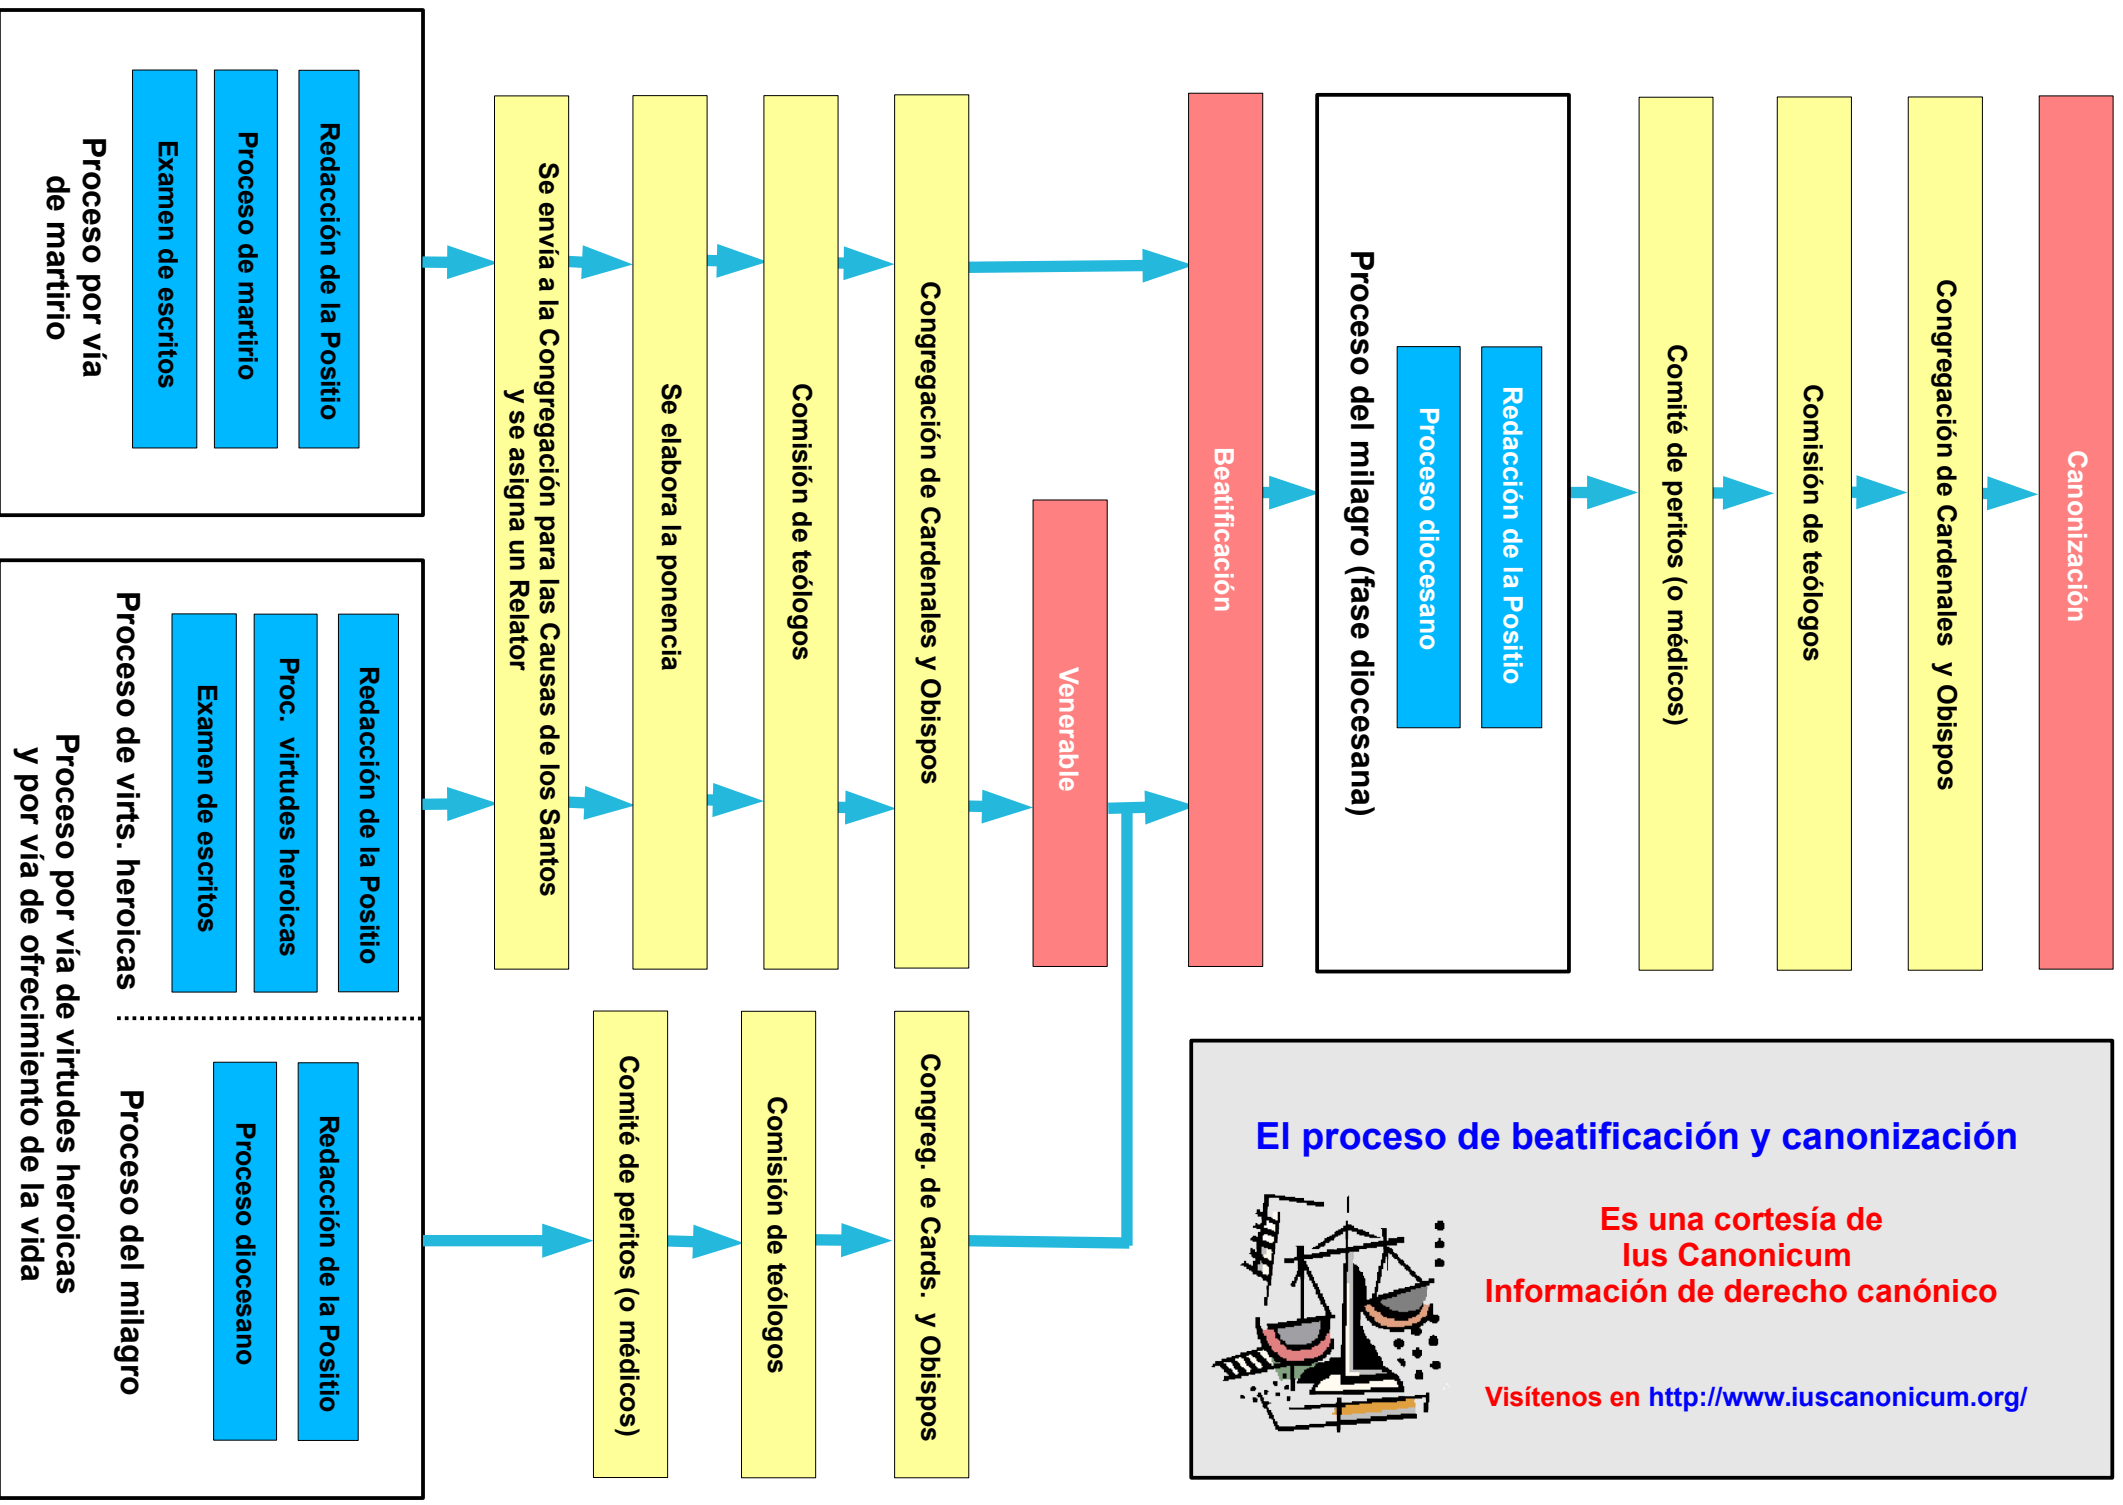 Proceso por vía
de martirio
Examen de escritos
Proceso de martirio
Redacción de la Positio
Proceso por vía de virtudes heroicas
y por vía de ofrecimiento de la vida
Proceso de virts. heroicas
Examen de escritos
Proc. virtudes heroicas
Redacción de la Positio
Proceso del milagro
Proceso diocesano
Redacción de la Positio
Se envía a la Congregación para las Causas de los Santos
y se asigna un Relator
Se elabora la ponencia
Comisión de teólogos
Congregación de Cardenales y Obispos
Comité de peritos (o médicos)
Comisión de teólogos
Congreg. de Cards. y Obispos
Venerable
Beatificación
Proceso del milagro (fase diocesana)
Proceso diocesano
Redacción de la Positio
Comité de peritos (o médicos)
Comisión de teólogos
Congregación de Cardenales y Obispos
Canonización
El proceso de beatificación y canonización
Es una cortesía de
Ius Canonicum
Información de derecho canónico
Visítenos en http://www.iuscanonicum.org/